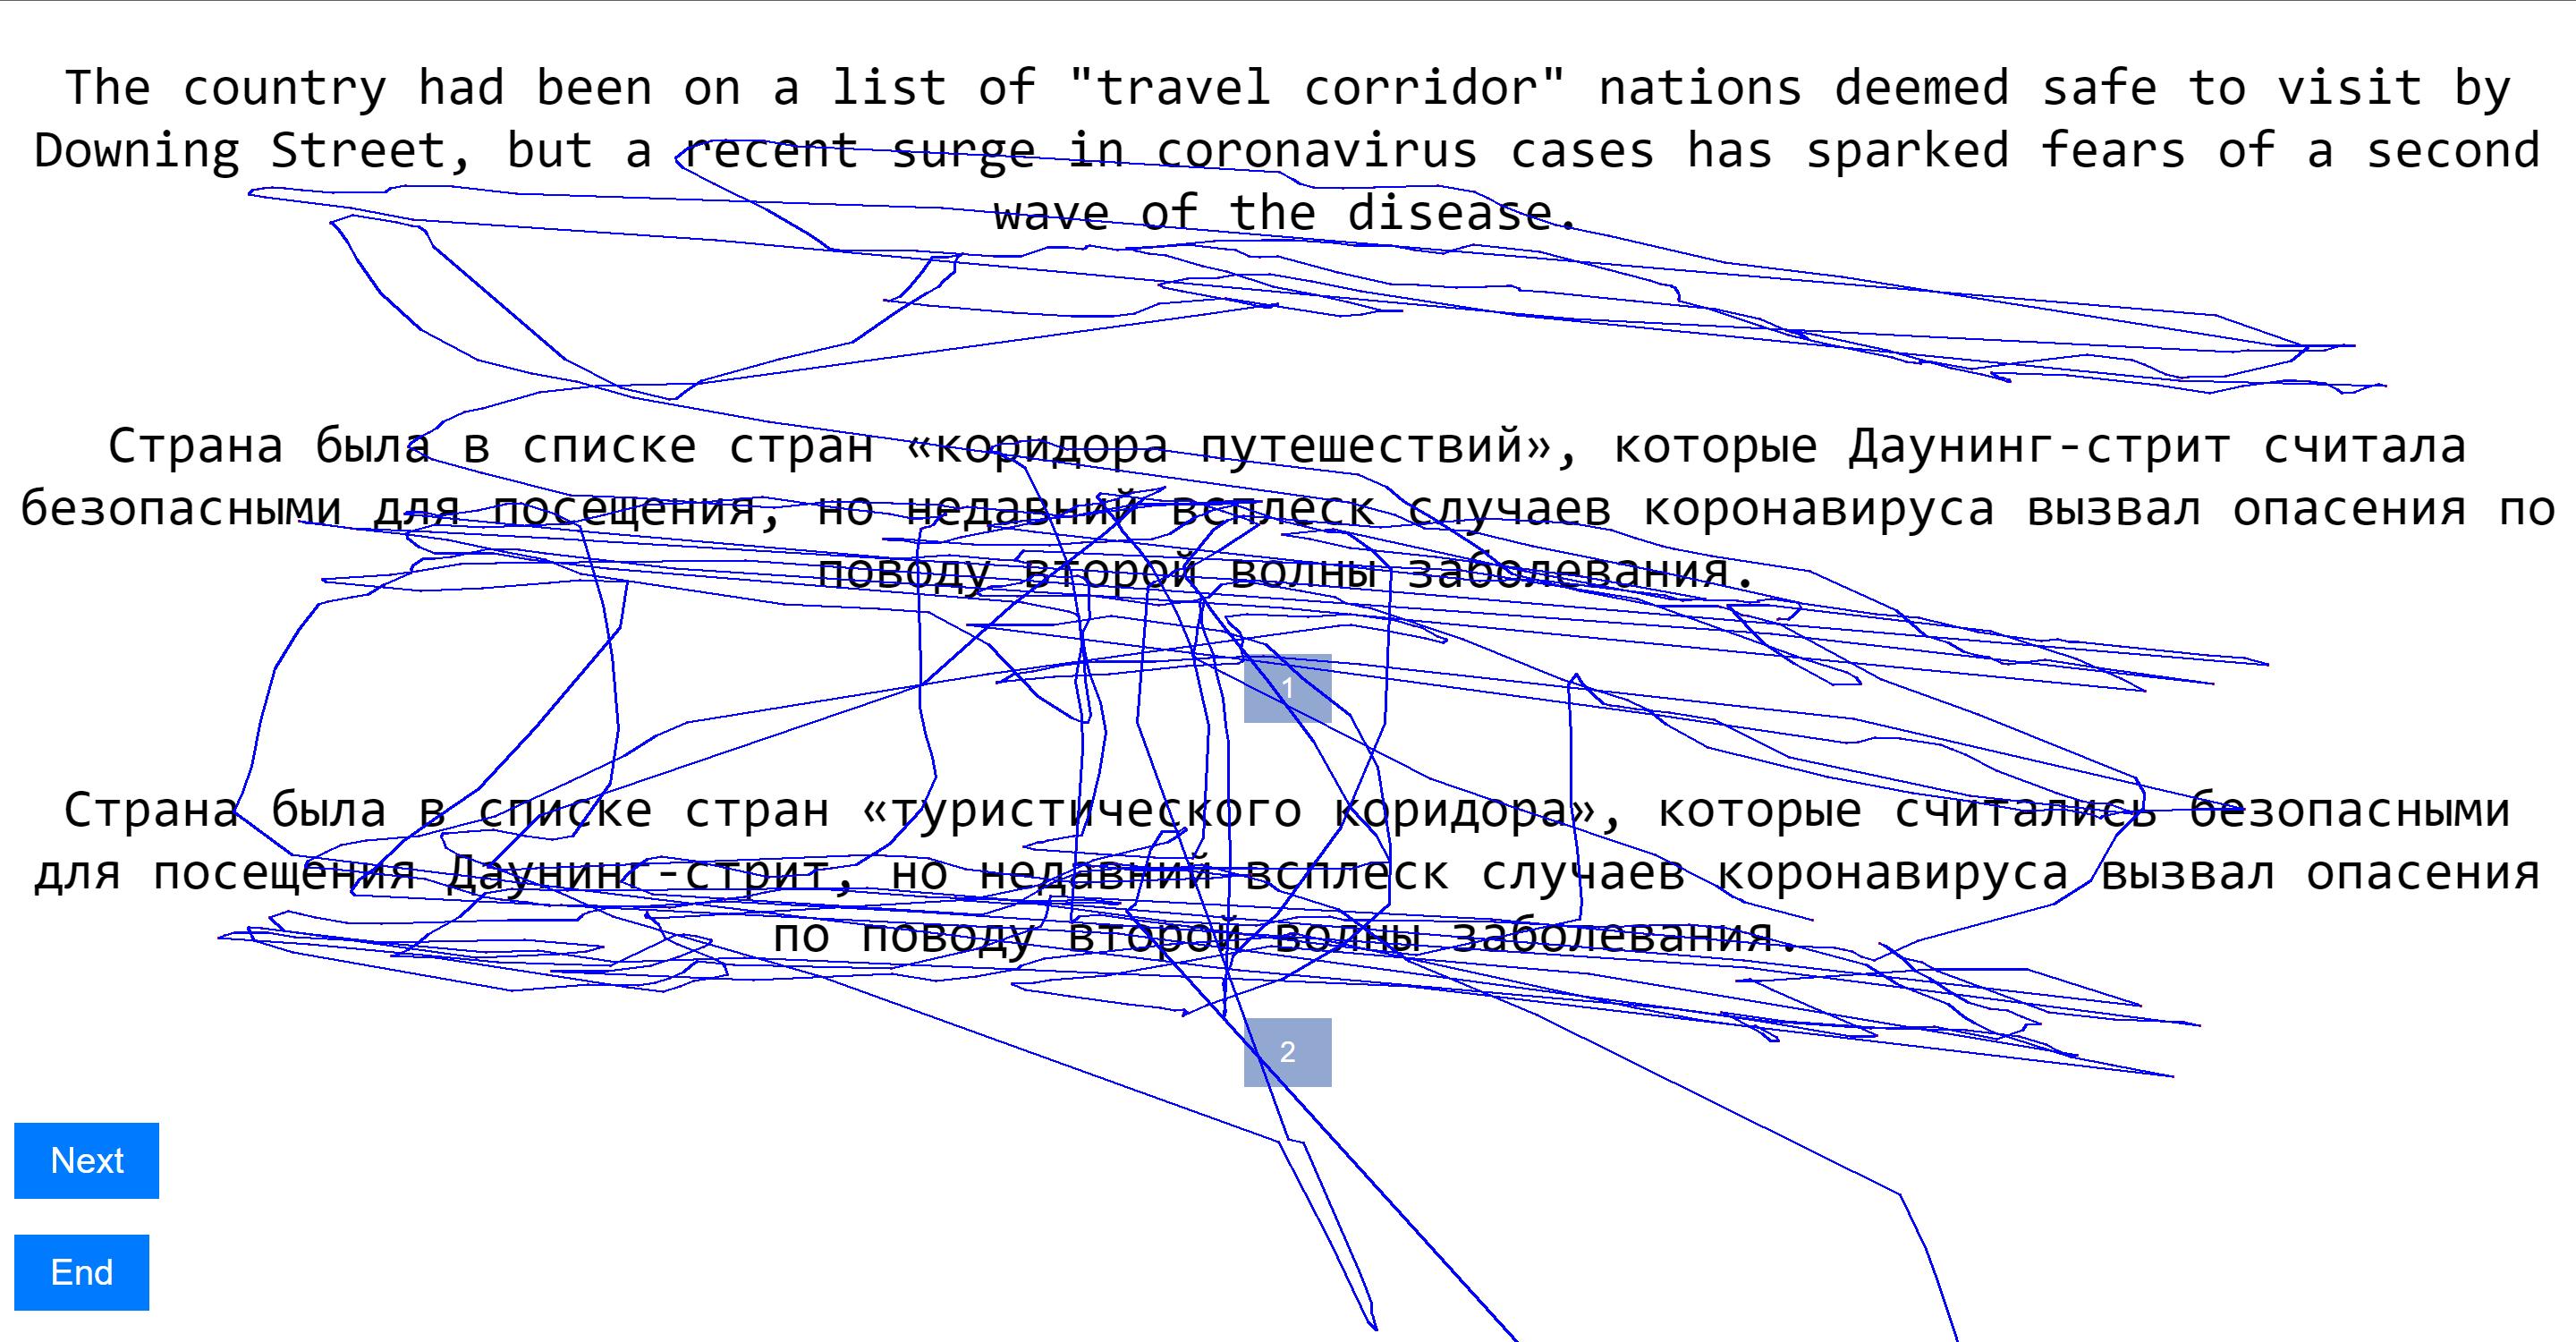 The country had been on a list of "travel corridor" nations deemed safe to visit by
Downing Street, but a recent surge in coronavirus cases has sparked fears of a second
wave of the disease.
Страна была в списке стран «коридора путешествий», которые Даунинг-стрит считала
безопасными для посещения, но недавний всплеск случаев коронавируса вызвал опасения по
поводу второй волны заболевания.
1
Страна была в списке стран «туристического коридора», которые считались безопасными
для посещения Даунинг-стрит, но недавний всплеск случаев коронавируса вызвал опасения
по поводу второй волны заболевания.
2
Next
End